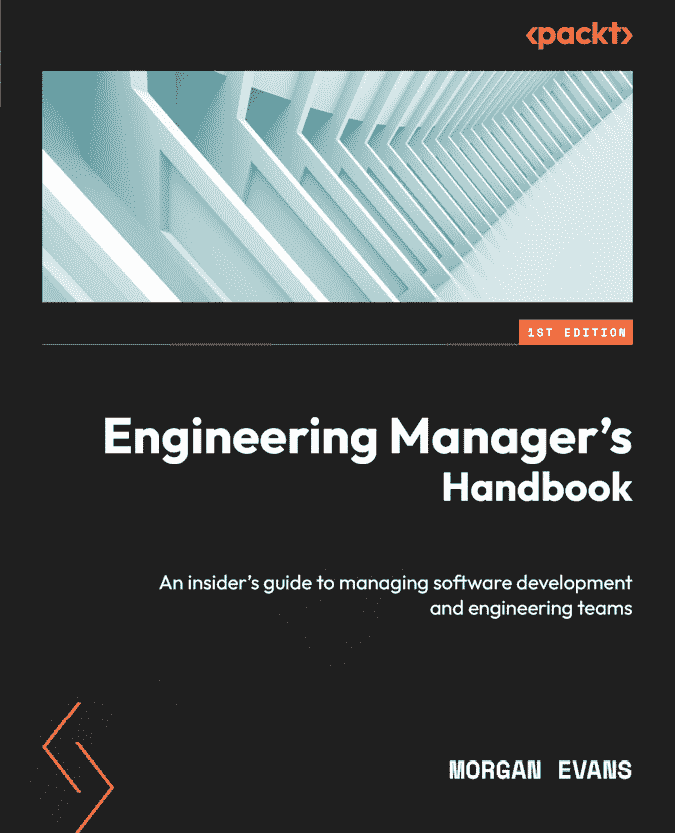 <packt>
1ST EDITION
Engineering Manager’s
Handbook
An insider’s guide to managing software development
and engineering teams
MORGAN EVANS